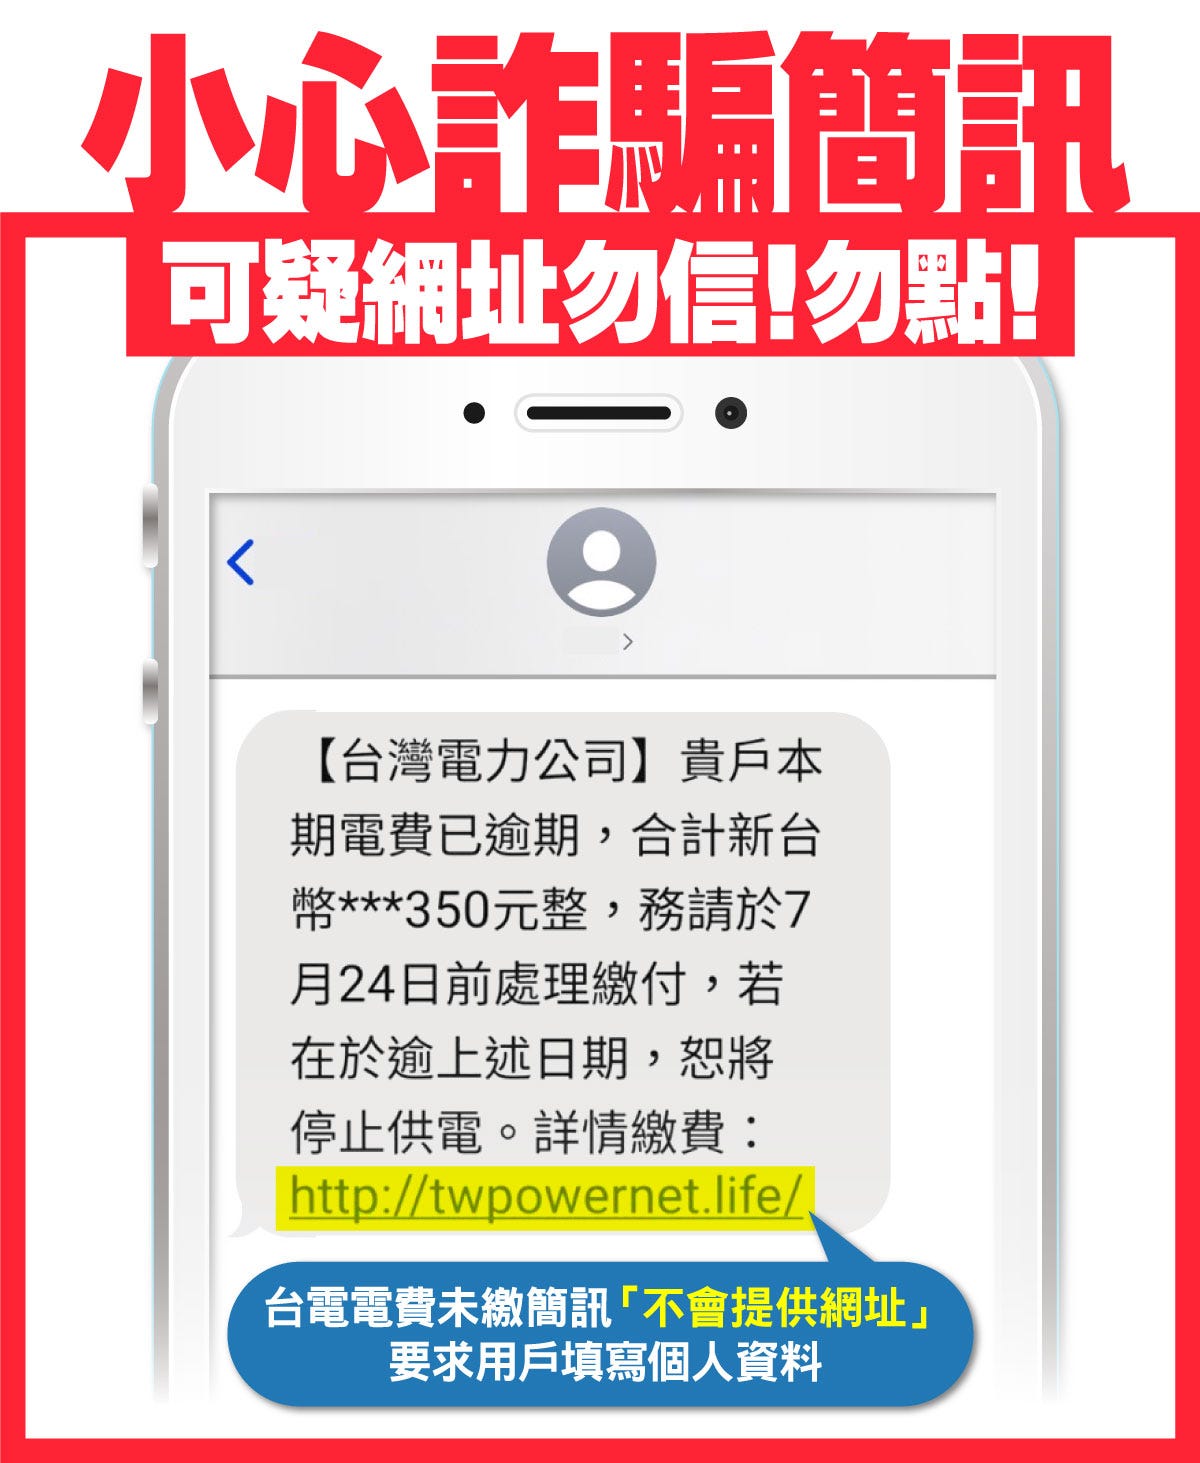 小心詐騙簡訊
可疑網址勿信!勿點!
【台灣電力公司】貴戶本
期電費已逾期，合計新台
幣***350元整，務請於7
月24日前處理繳付，若
在於逾上述日期，恕將
停止供電。詳情繳費：
http://twpowernet.life/
台電電費未繳簡訊「不會提供網址」
要求用戶填寫個人資料